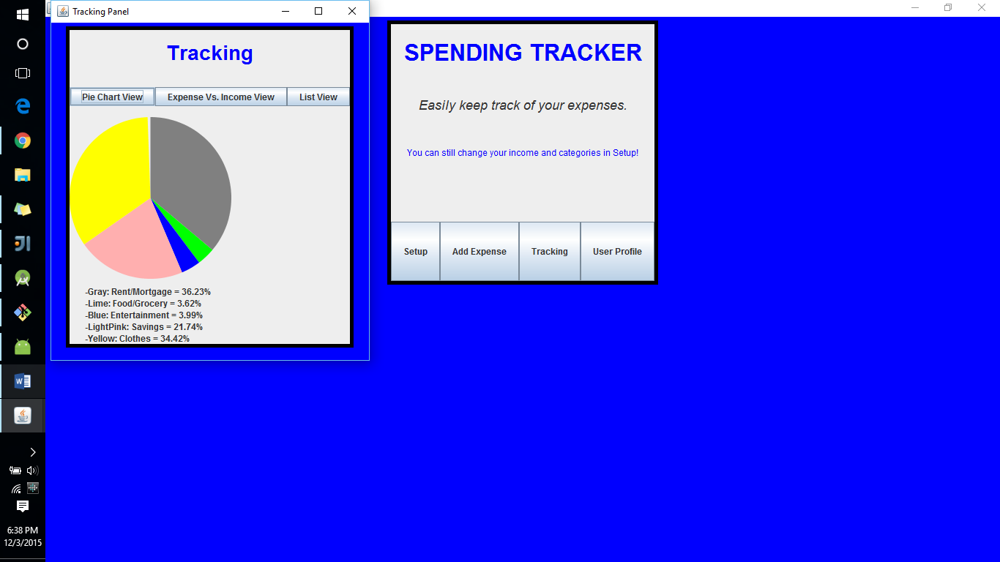 Tracking Panel
Tracking
Pie Chart View Expense Vs. Income View List View
-Gray: Rent/Mortgage = 36.23%
-Lime: Food/Grocery = 3.62%
-Blue: Entertainment = 3.99%
-LightPink: Savings = 21.74%
-Yellow: Clothes = 34.42%
SPENDING TRACKER
Easily keep track of your expenses.
You can still change your income and categories in Setup!
Setup Add Expense Tracking User Profile
6:38 PM
12/3/2015